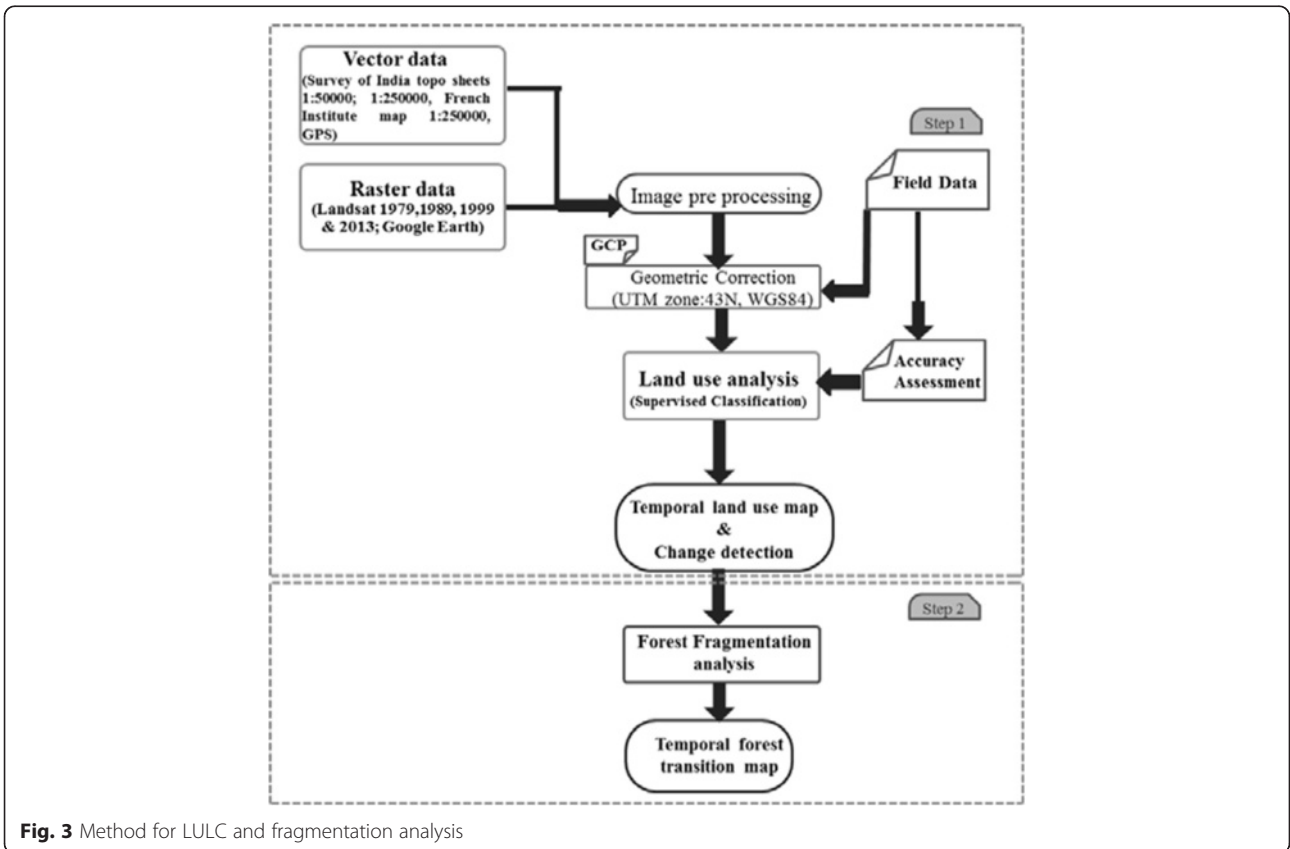 Vector data
(Survey of India topo sheets
1:50000; 1:250000, French
Institute map 1:250000,
GPS)
Step 1
Raster data
(Landsat 1979,1989, 1999
& 2013; Google Earth)
Image pre processing
Field Data
GCP
Geometric Correction
(UTM zone:43N, WGS84)
Land use analysis
(Supervised Classification)
Accuracy
Assessment
Temporal land use map
&
Change detection
Step 2
Forest Fragmentation
analysis
Temporal forest
transition map
Fig. 3 Method for LULC and fragmentation analysis